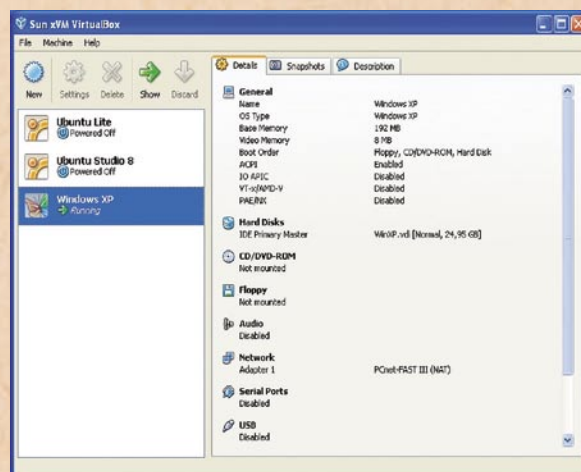 Sun xVM VirtualBox
File Machine Help
New Settings Delete Show Discard
Ubuntu Lite
Powered Off
Ubuntu Studio 8
Powered Off
Windows XP
Running
Details Snapshots Description
General
Name Windows XP
OS Type Windows XP
Base Memory 192 MB
Video Memory 8 MB
Boot Order Floppy, CD/DVD-ROM, Hard Disk
ACPI Enabled
IO APIC Disabled
VT-x/AMD-V Disabled
PAE/NX Disabled
Hard Disks
IDE Primary Master WinXP.vdi [Normal, 24,95 GB]
CD/DVD-ROM
Not mounted
Floppy
Not mounted
Audio
Disabled
Network
Adapter 1 PCnet-FAST III (NAT)
Serial Ports
Disabled
USB
Disabled